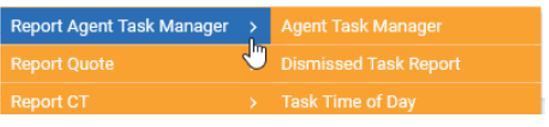 Report Agent Task Manager > Agent Task Manager
Report Quote Dismissed Task Report
Report CT > Task Time of Day